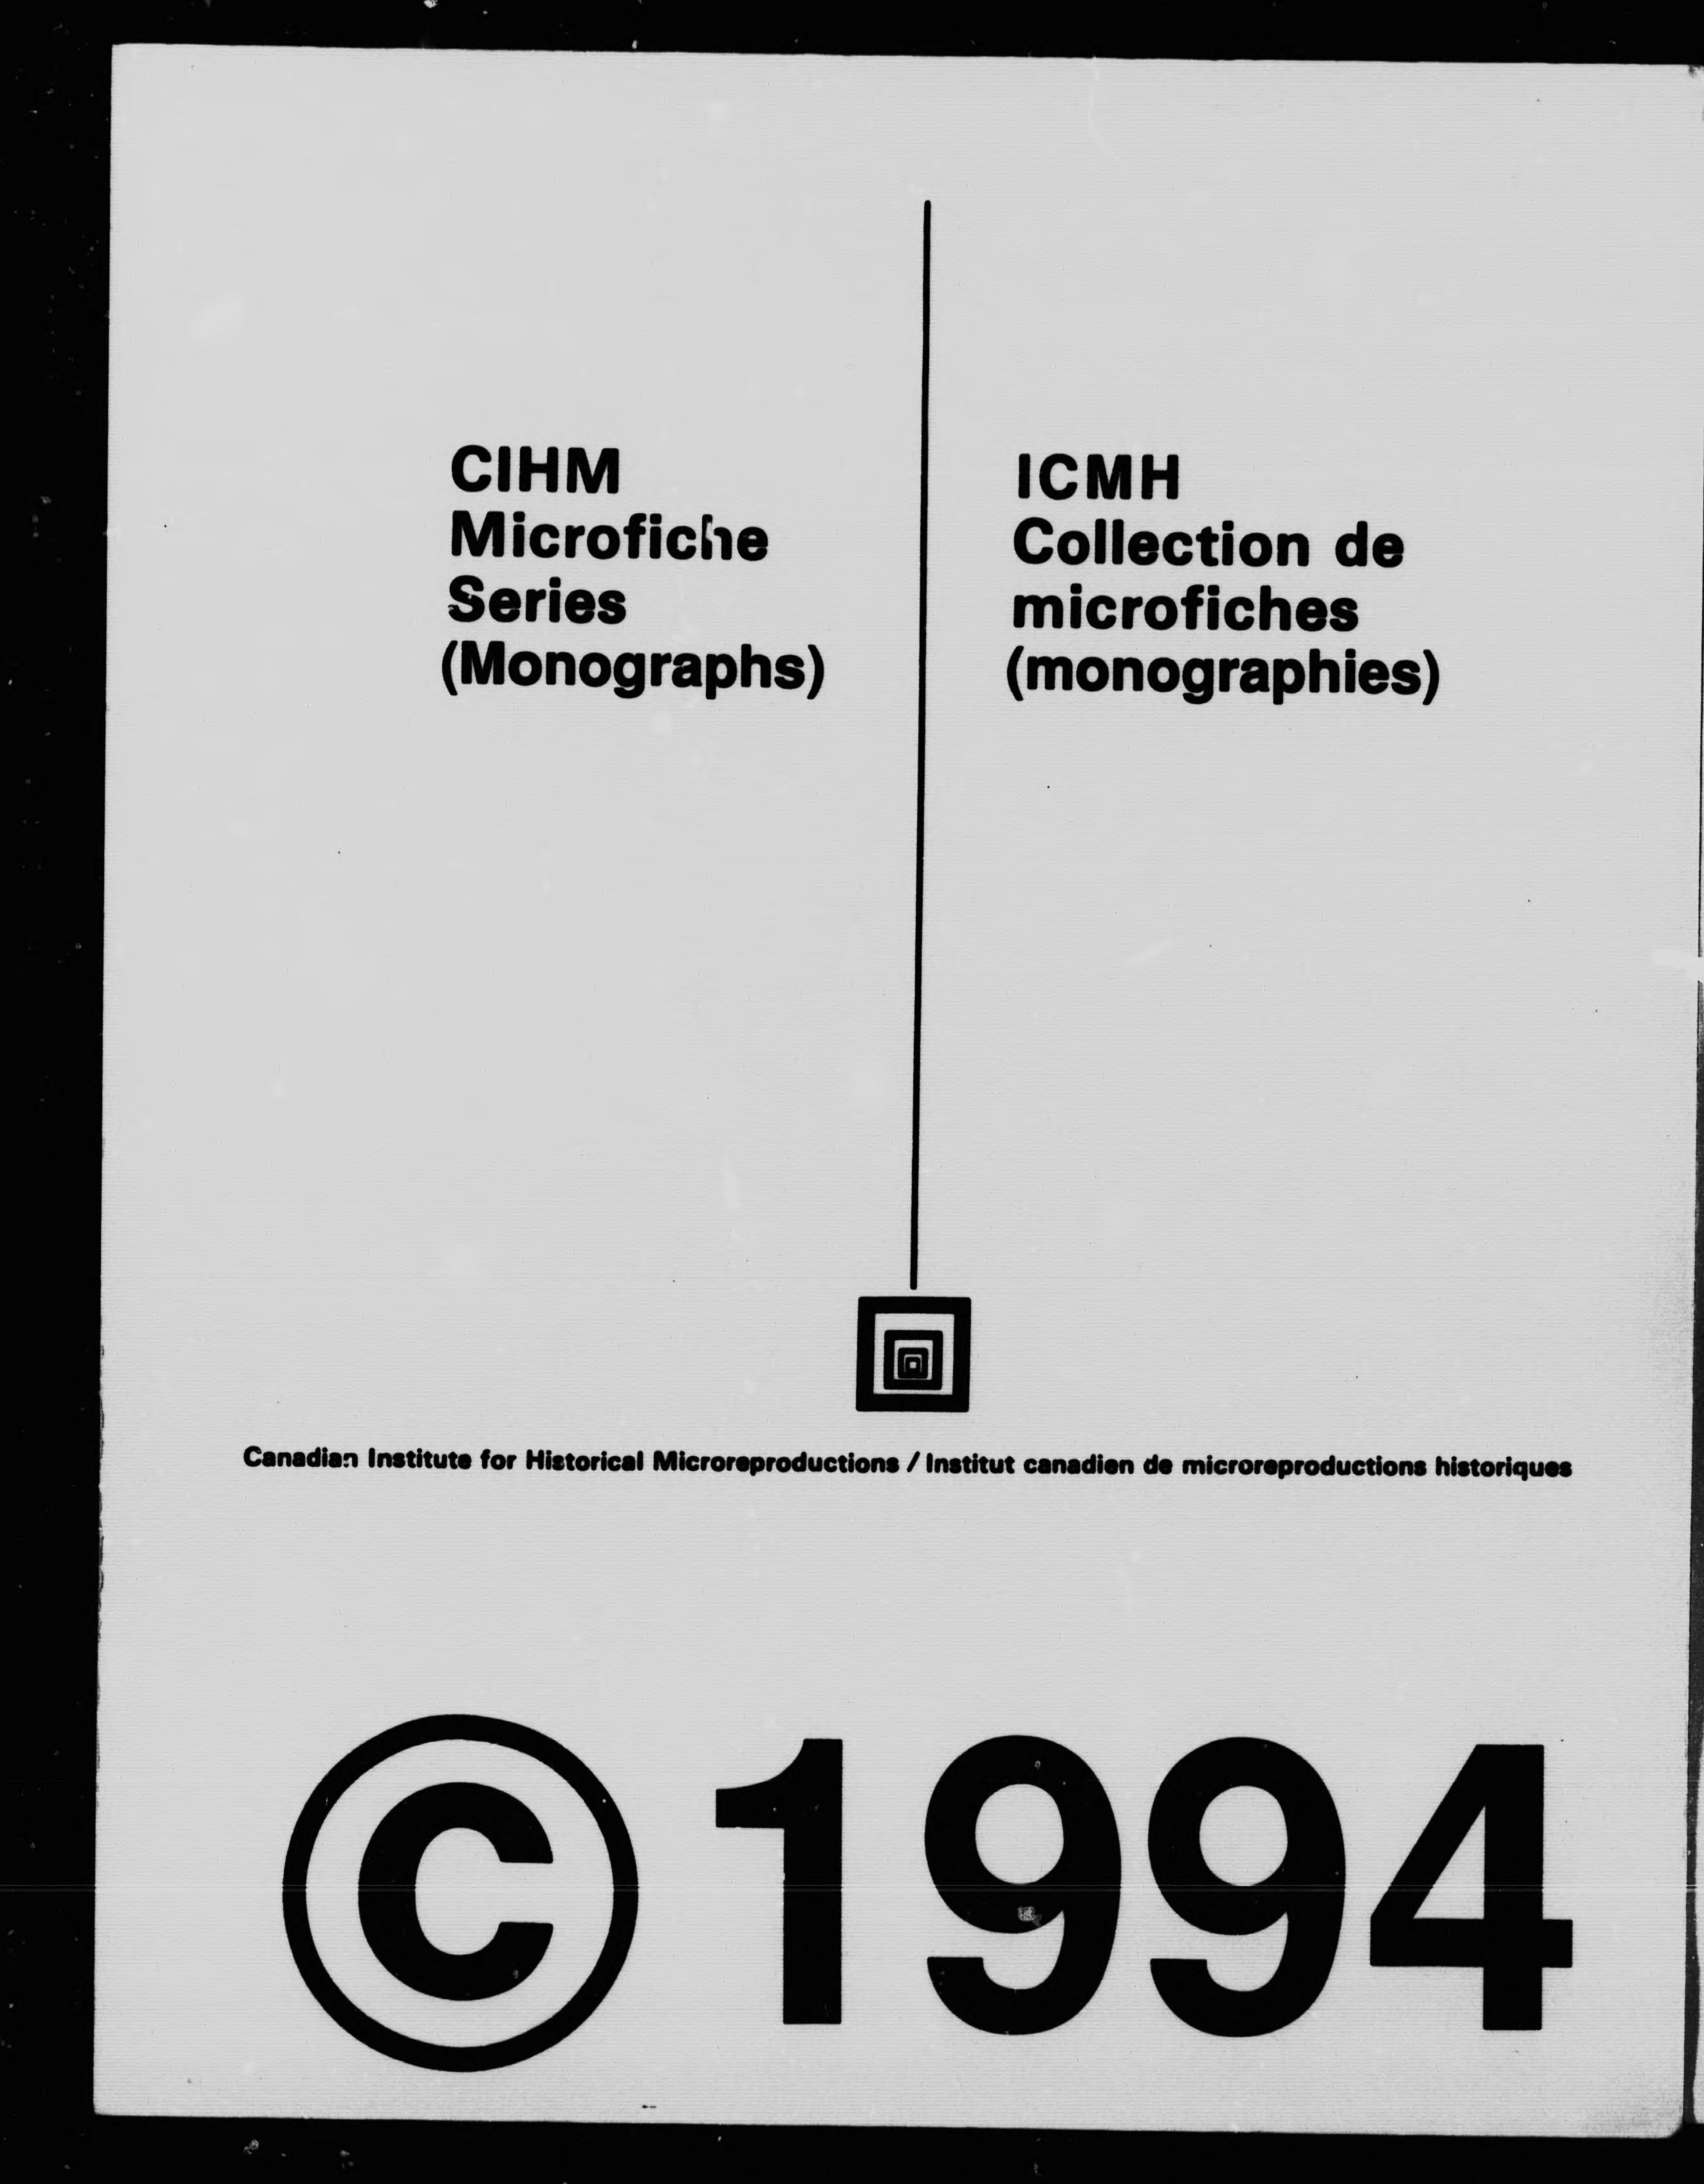 CIHM
Microfiche
Series
(Monographs)
ICMH
Collection de
microfiches
(monographies)
Canadian Institute for Historical Microreproductions / Institut canadien de microreproductions historiques
©1994